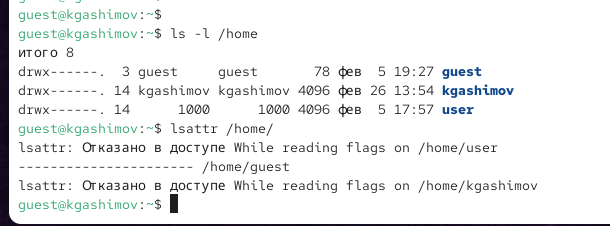 guest@kgashimov:~$
guest@kgashimov:~$ ls -l /home
итого 8
drwx------. 3 guest guest 78 фев 5 19:27 guest
drwx------. 14 kgashimov kgashimov 4096 фев 26 13:54 kgashimov
drwx------. 14 1000 1000 4096 фев 5 17:57 user
guest@kgashimov:~$ lsattr /home/
lsattr: Отказано в доступе While reading flags on /home/user
---------------------- /home/guest
lsattr: Отказано в доступе While reading flags on /home/kgashimov
guest@kgashimov:~$